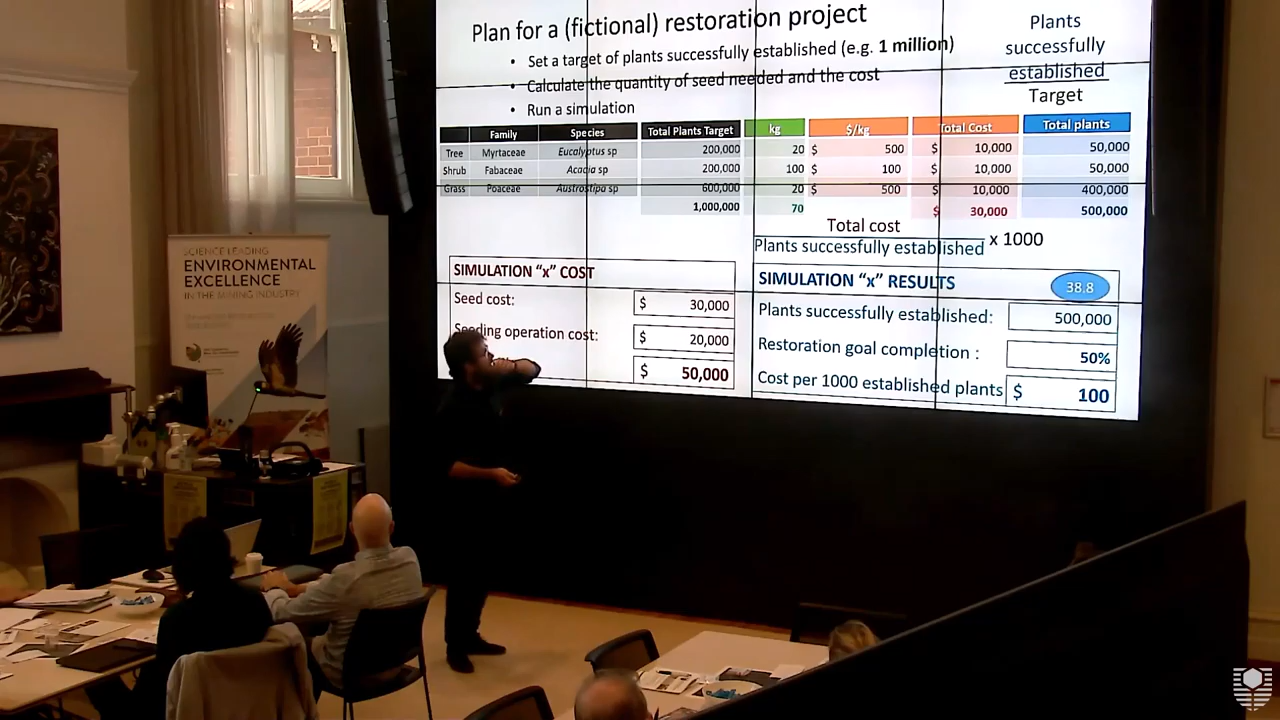 Plan for a (fictional) restoration project
• Set a target of plants successfully established (e.g. 1 million)
• Calculate the quantity of seed needed and the cost
• Run a simulation
Plants
successfully
established
Target
Family Species Total Plants Target kg $/kg Total Cost Total plants
Tree Myrtaceae Eucalyptus sp 200,000 20 $ 500 $ 10,000 50,000
Shrub Fabaceae Acacia sp 200,000 100 $ 100 $ 10,000 50,000
Grass Poaceae Austrostipa sp 600,000 20 $ 500 $ 10,000 400,000
1,000,000 70 $ 30,000 500,000
Total cost
Plants successfully established x 1000
SIMULATION "x" COST
Seed cost: $ 30,000
Seeding operation cost: $ 20,000
$ 50,000
SIMULATION "x" RESULTS 38.8
Plants successfully established: 500,000
Restoration goal completion : 50%
Cost per 1000 established plants $ 100
SCIENCE LEADING
ENVIRONMENTAL
EXCELLENCE
IN THE MINING INDUSTRY